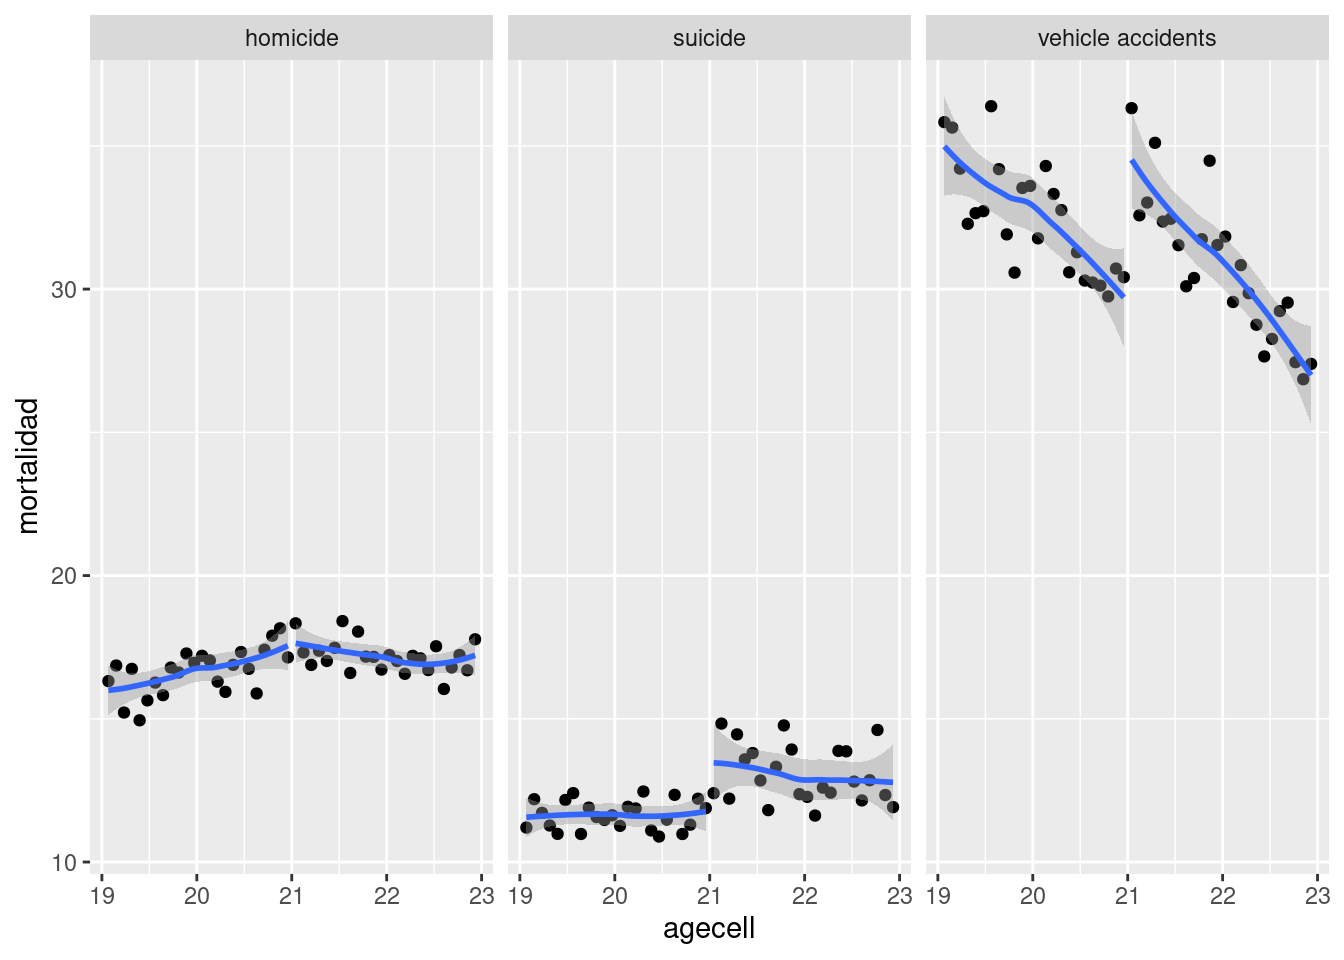 homicide suicide vehicle accidents
30
20
10
mortalidad
19 20 21 22 23 19 20 21 22 23 19 20 21 22 23
agecell